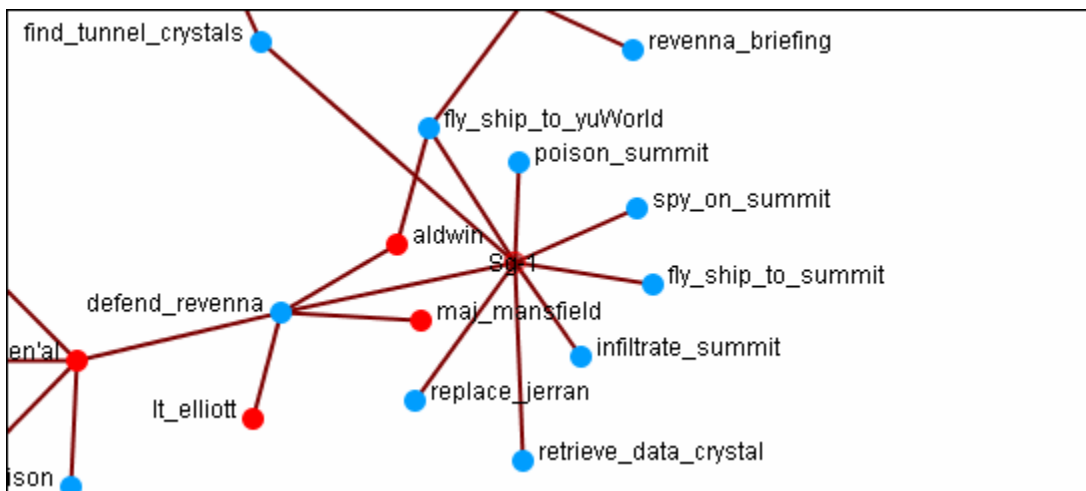 find_tunnel_crystals
revenna_briefing
fly_ship_to_yuWorld
poison_summit
spy_on_summit
aldwin
Sg-1
fly_ship_to_summit
defend_revenna
maj_mansfield
en'al
infiltrate_summit
replace_jerran
lt_elliott
retrieve_data_crystal
ison